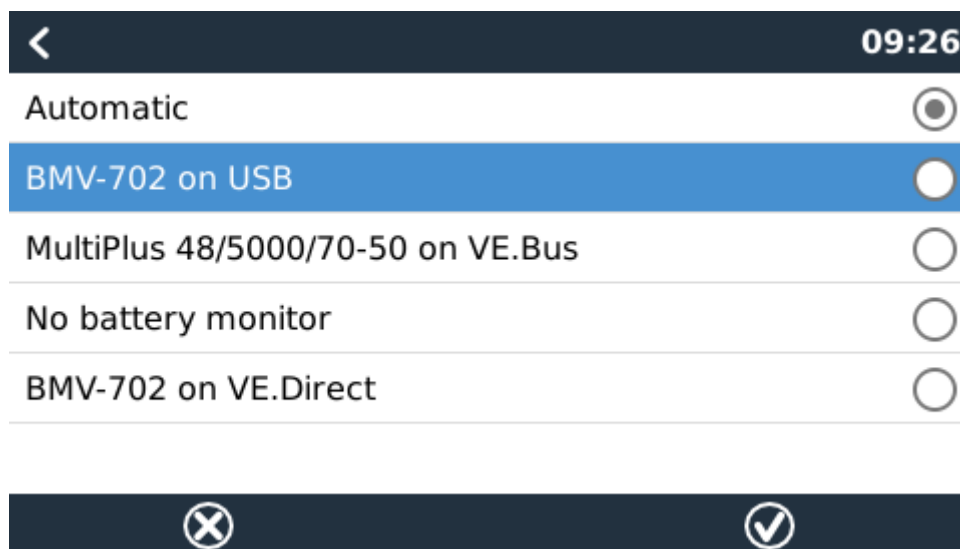 09:26
Automatic
BMV-702 on USB
MultiPlus 48/5000/70-50 on VE.Bus
No battery monitor
BMV-702 on VE.Direct